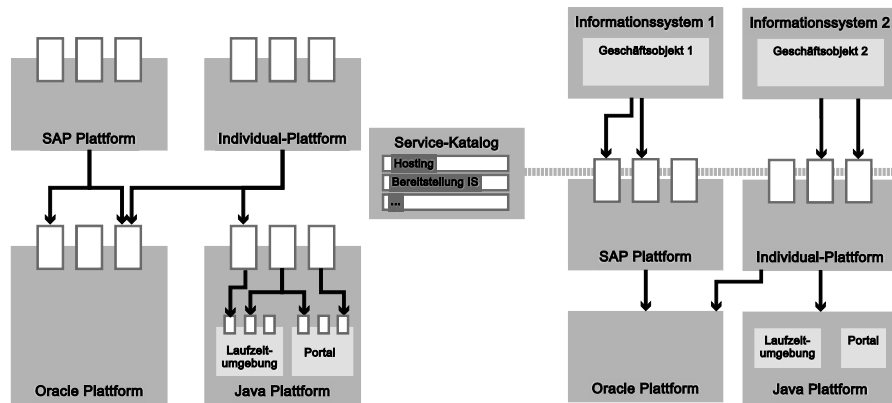 SAP Plattform
Individual-Plattform
Laufzeit-
umgebung
Portal
Oracle Plattform
Java Plattform
Service-Katalog
Hosting
Bereitstellung IS
...
Informationssystem 1
Geschäftsobjekt 1
Informationssystem 2
Geschäftsobjekt 2
SAP Plattform
Individual-Plattform
Laufzeit-
umgebung
Portal
Oracle Plattform
Java Plattform